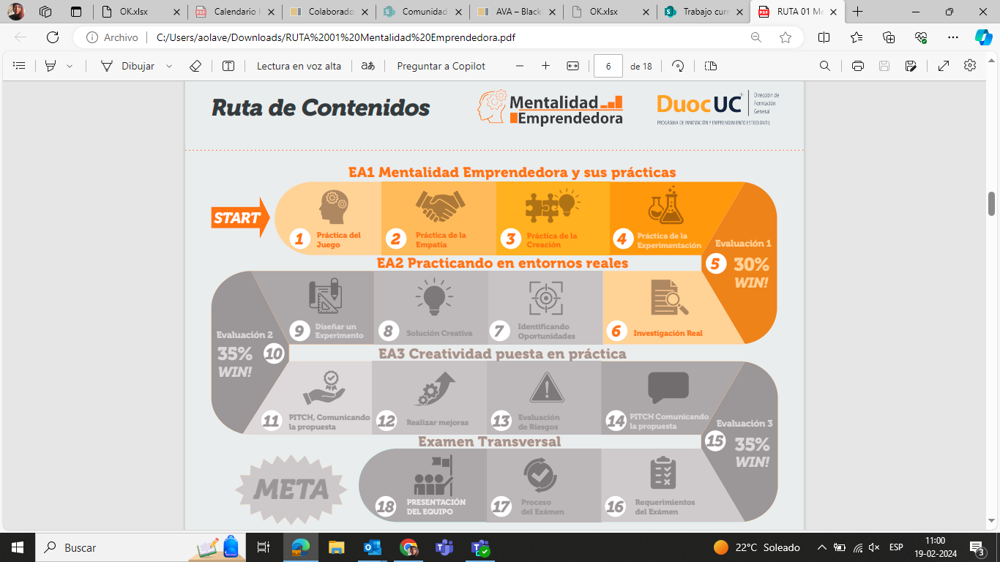 OK.xlsx
Calendario
Colaborado
Comunidad
AVA – Black
OK.xlsx
Trabajo curr
RUTA 01 Me
Archivo
C:/Users/aolave/Downloads/RUTA%2001%20Mentalidad%20Emprendedora.pdf
Dibujar
Lectura en voz alta
aあ
Preguntar a Copilot
6
de 18
Ruta de Contenidos
Mentalidad
Emprendedora
Duoc UC
®
Dirección de
Formación
General
PROGRAMA DE INNOVACIÓN Y EMPRENDIMIENTO ESTUDIANTIL
EA1 Mentalidad Emprendedora y sus prácticas
START
1 Práctica del
Juego
2 Práctica de la
Empatía
3 Práctica de la
Creación
4 Práctica de la
Experimentación
Evaluación 1
5 30%
WIN!
EA2 Practicando en entornos reales
6 Investigación Real
7 Identificando
Oportunidades
8 Solución Creativa
9 Diseñar un
Experimento
Evaluación 2
35% 10
WIN!
EA3 Creatividad puesta en práctica
11 PITCH, Comunicando
la propuesta
12 Realizar mejoras
13 Evaluación
de Riesgos
14 PITCH Comunicando
la propuesta
Evaluación 3
15 35%
WIN!
Examen Transversal
16 Requerimientos
del Exámen
17 Proceso
del Exámen
18 PRESENTACIÓN
DEL EQUIPO
META
Buscar
22°C Soleado
ESP
11:00
19-02-2024
3